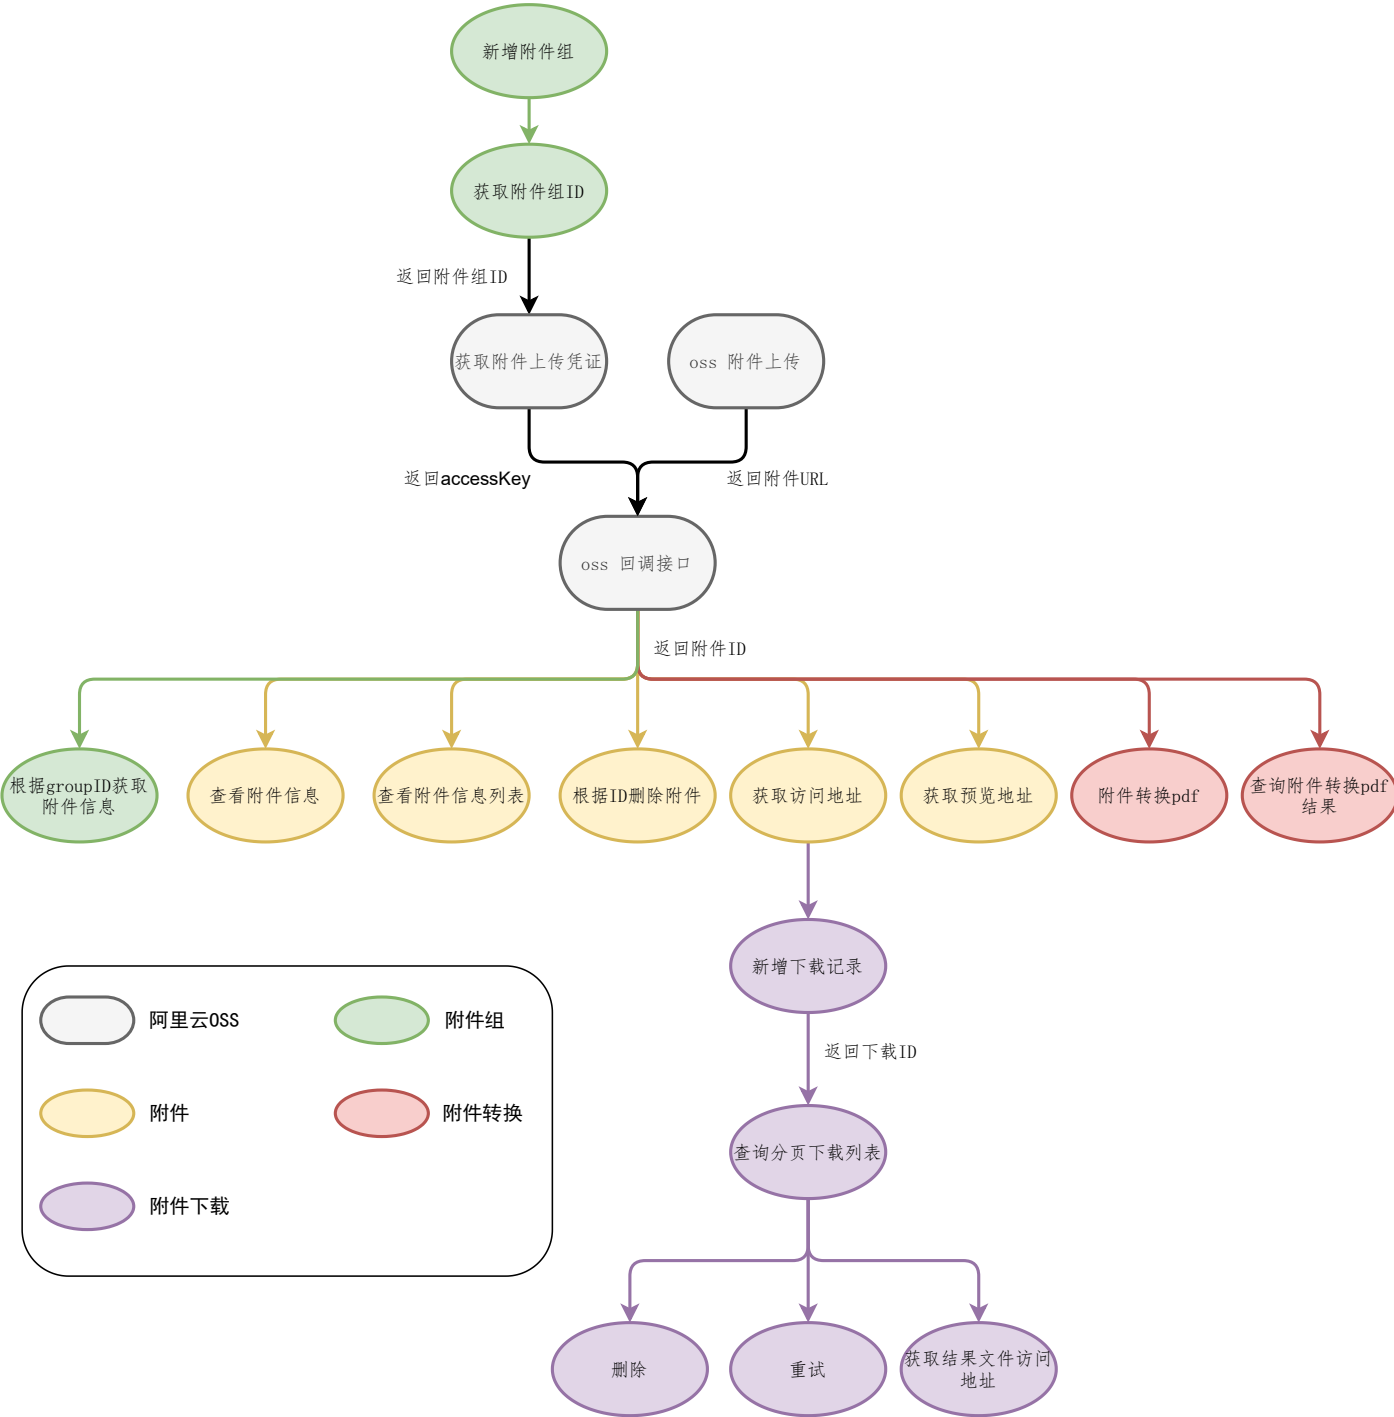 新增附件组
获取附件组ID
返回附件组ID
获取附件上传凭证
oss 附件上传
返回accessKey
返回附件URL
oss 回调接口
返回附件ID
根据groupID获取
附件信息
查看附件信息
查看附件信息列表
根据ID删除附件
获取访问地址
获取预览地址
附件转换pdf
查询附件转换pdf
结果
新增下载记录
返回下载ID
查询分页下载列表
删除
重试
获取结果文件访问
地址
阿里云OSS
附件组
附件
附件转换
附件下载